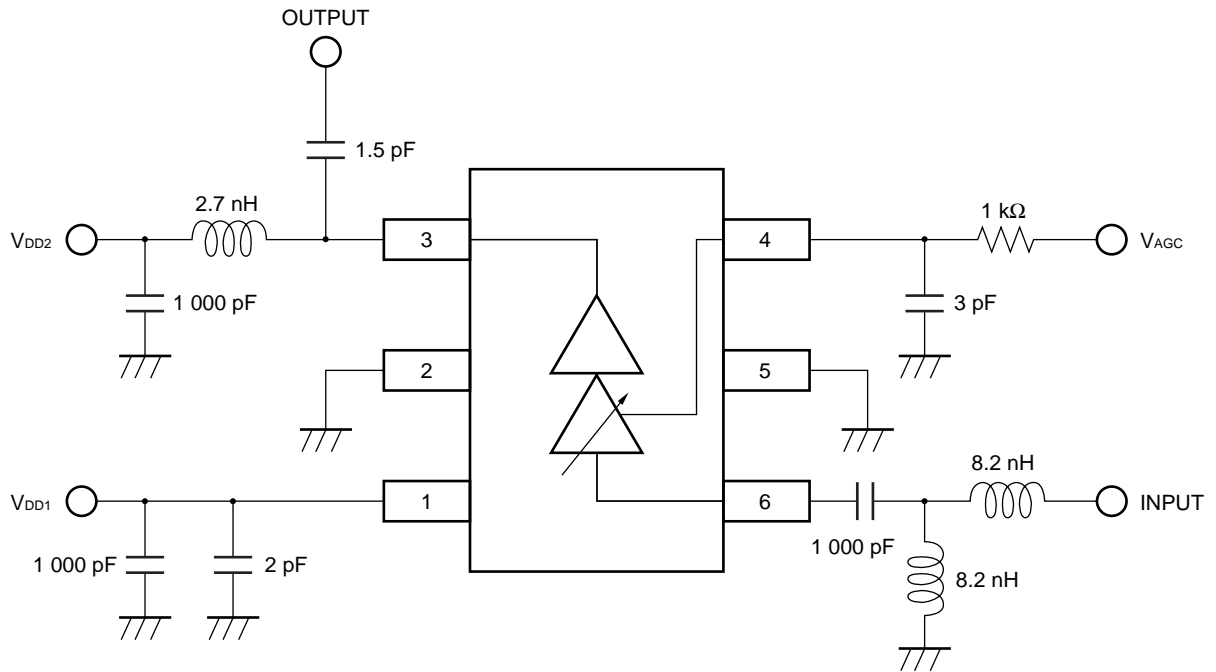 OUTPUT
1.5 pF
2.7 nH
1 kΩ
VDD2
3
4
VAGC
1 000 pF
3 pF
2
5
8.2 nH
VDD1
1
6
INPUT
1 000 pF
2 pF
1 000 pF
8.2 nH